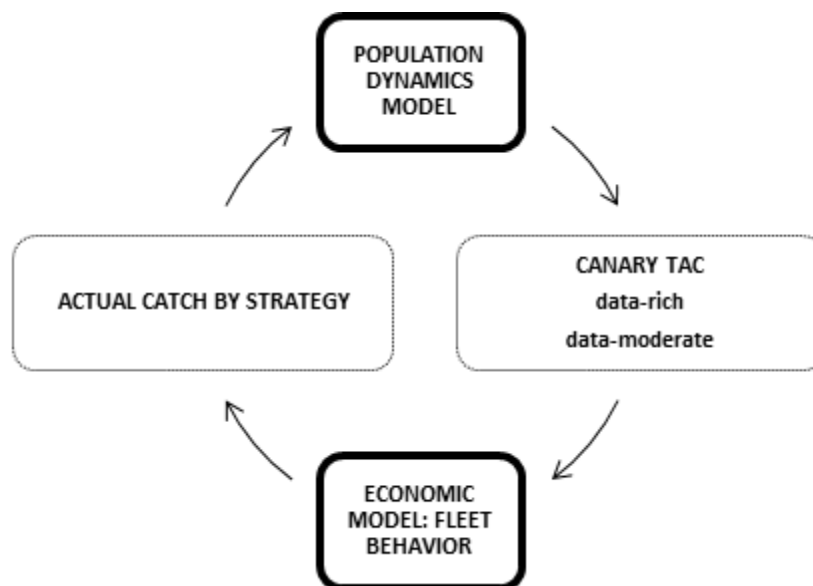 POPULATION
DYNAMICS
MODEL
ACTUAL CATCH BY STRATEGY
CANARY TAC
data-rich
data-moderate
ECONOMIC
MODEL: FLEET
BEHAVIOR